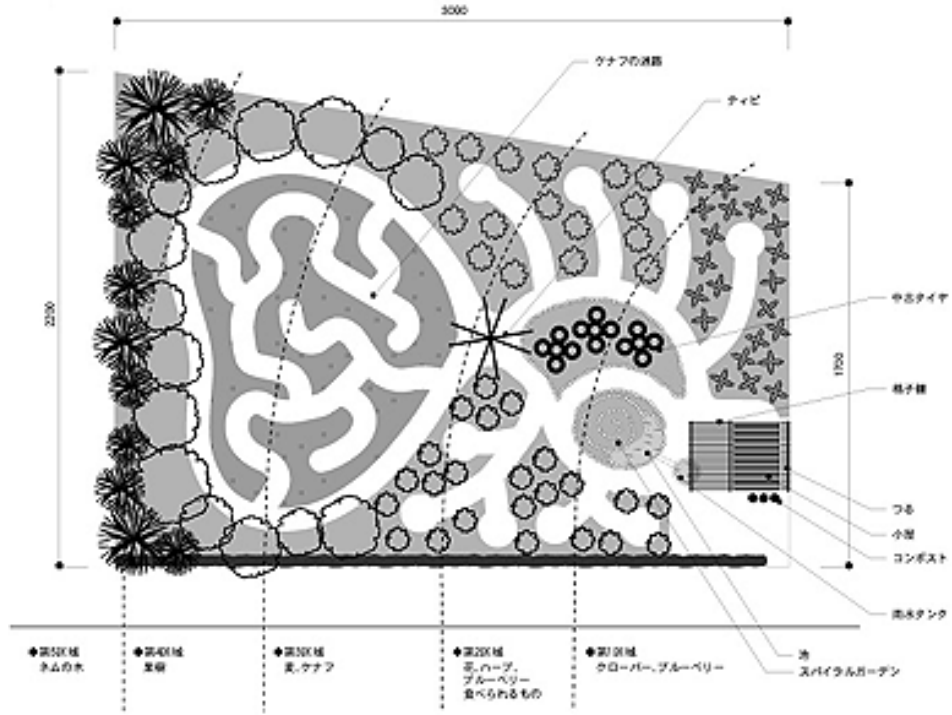 3090
ケナフの迷路
ティピ
2200
中古タイヤ
1700
格子棚
つる
小屋
コンポスト
雨水タンク
池
スパイラルガーデン
◆第5区域
ネムの木
◆第4区域
果樹
◆第3区域
麦、ケナフ
◆第2区域
花、ハーブ、
ブルーベリー
食べられるもの
◆第1区域
クローバー、ブルーベリー